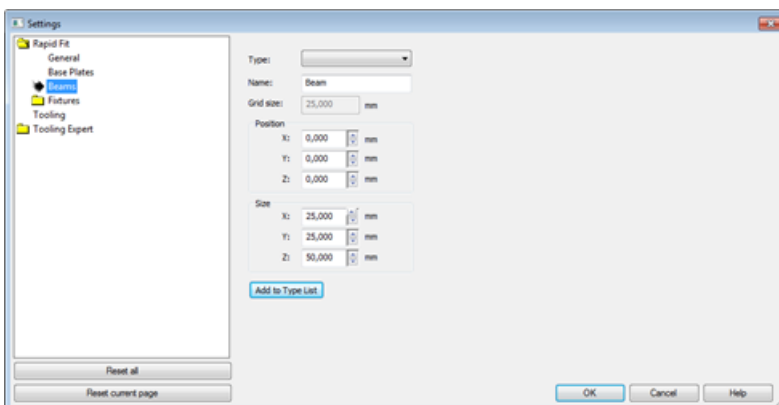 Settings
Rapid Fit
General
Base Plates
Beams
Fixtures
Tooling
Tooling Expert
Reset all
Reset current page
Type:
Name: Beam
Grid size: 25,000 mm
Position
X: 0,000 mm
Y: 0,000 mm
Z: 0,000 mm
Size
X: 25,000 mm
Y: 25,000 mm
Z: 50,000 mm
Add to Type List
OK Cancel Help